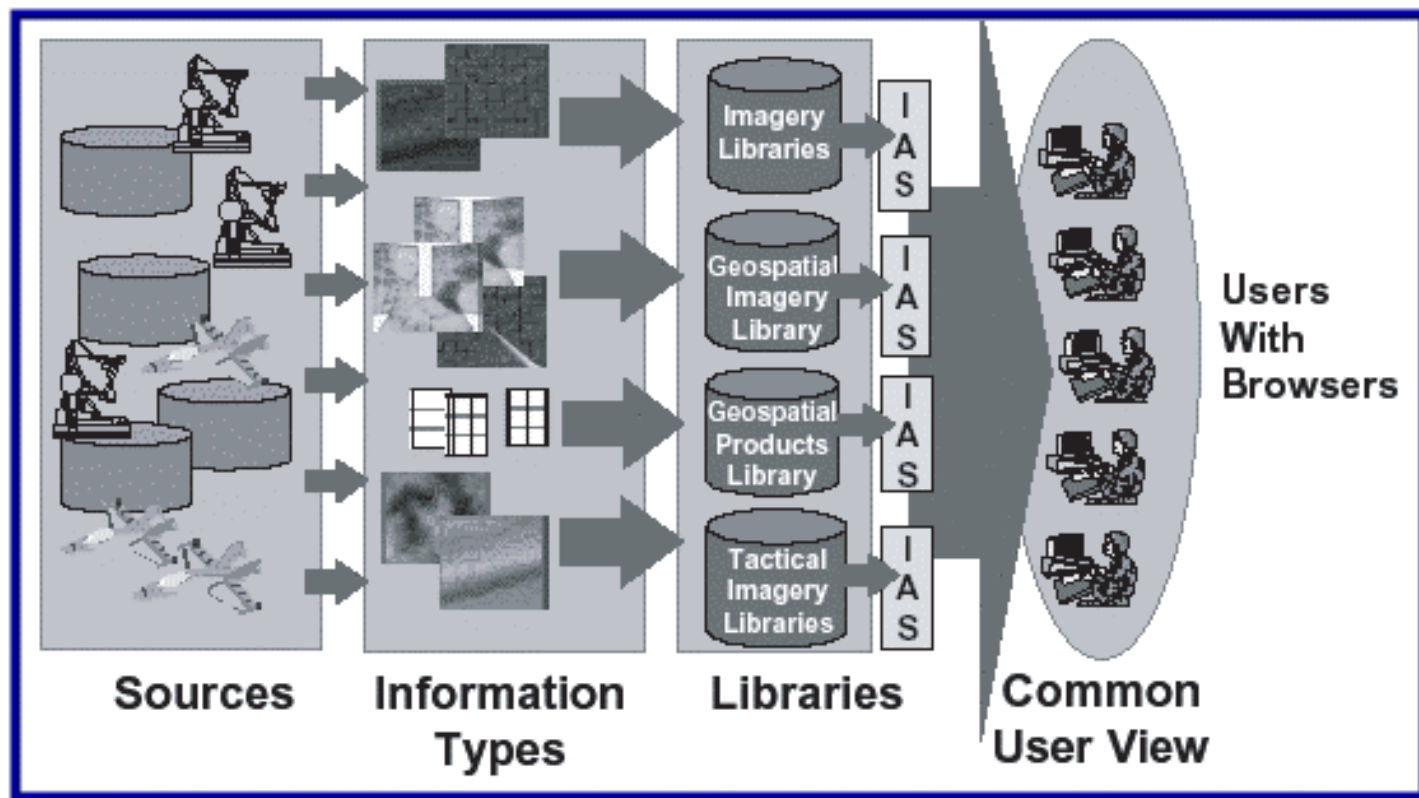 Imagery
Libraries
I
A
S
Geospatial
Imagery
Library
I
A
S
Geospatial
Products
Library
I
A
S
Tactical
Imagery
Libraries
I
A
S
Users
With
Browsers
Sources
Information
Types
Libraries
Common
User View